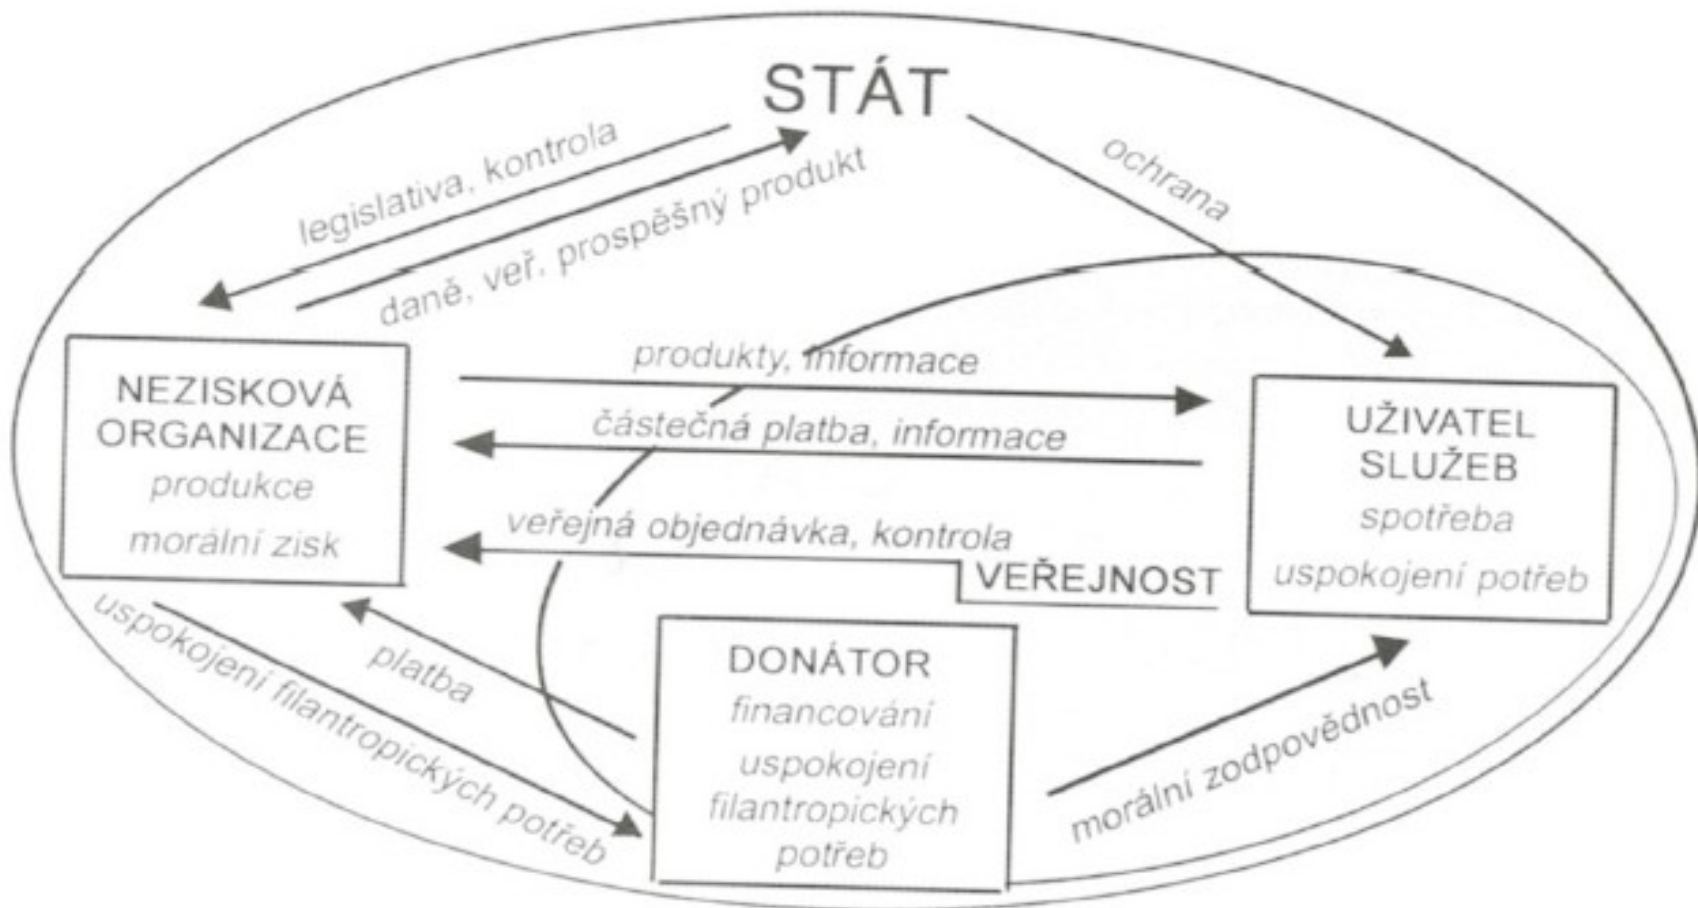 STÁT
legislativa, kontrola
daně, veř. prospěšný produkt
ochrana
produkty, informace
částečná platba, informace
veřejná objednávka, kontrola
VEŘEJNOST
NEZISKOVÁ
ORGANIZACE
produkce
morální zisk
UŽIVATEL
SLUŽEB
spotřeba
uspokojení potřeb
uspokojení filantropických potřeb
platba
DONÁTOR
financování
uspokojení
filantropických
potřeb
morální zodpovědnost